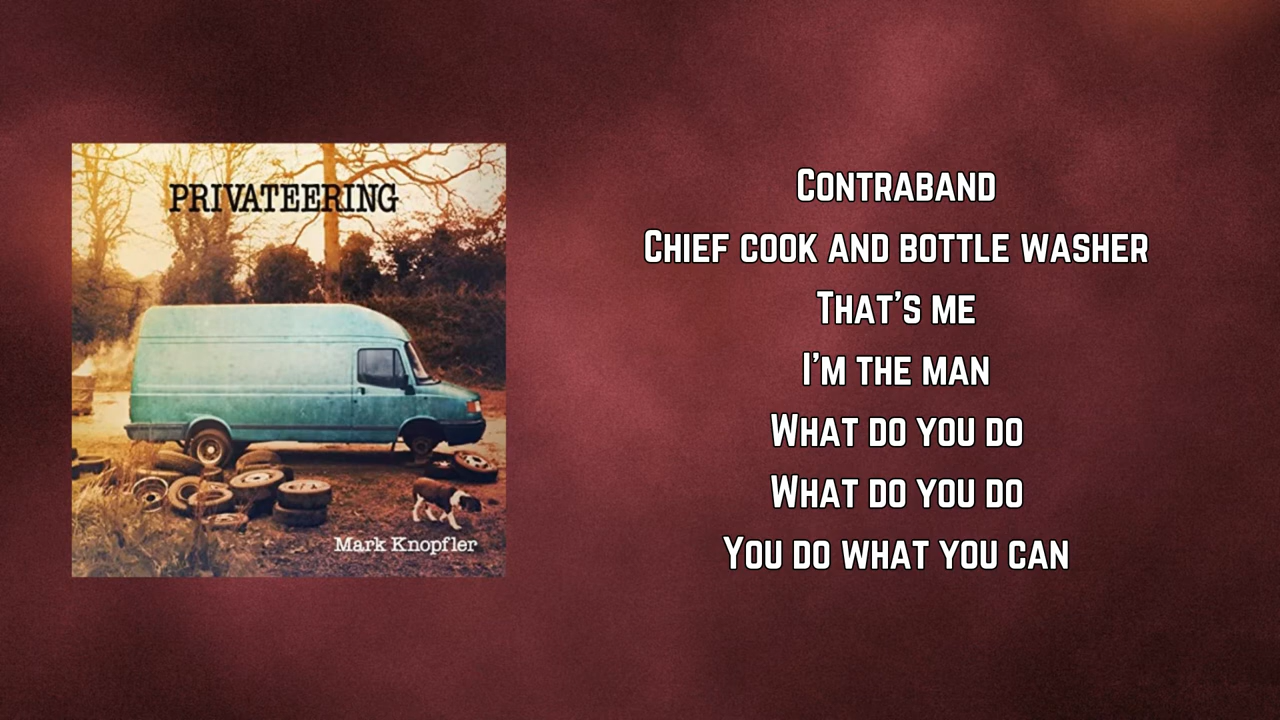 PRIVATEERING
Mark Knopfler
Contraband
Chief cook and bottle washer
That's me
I'm the man
What do you do
What do you do
You do what you can